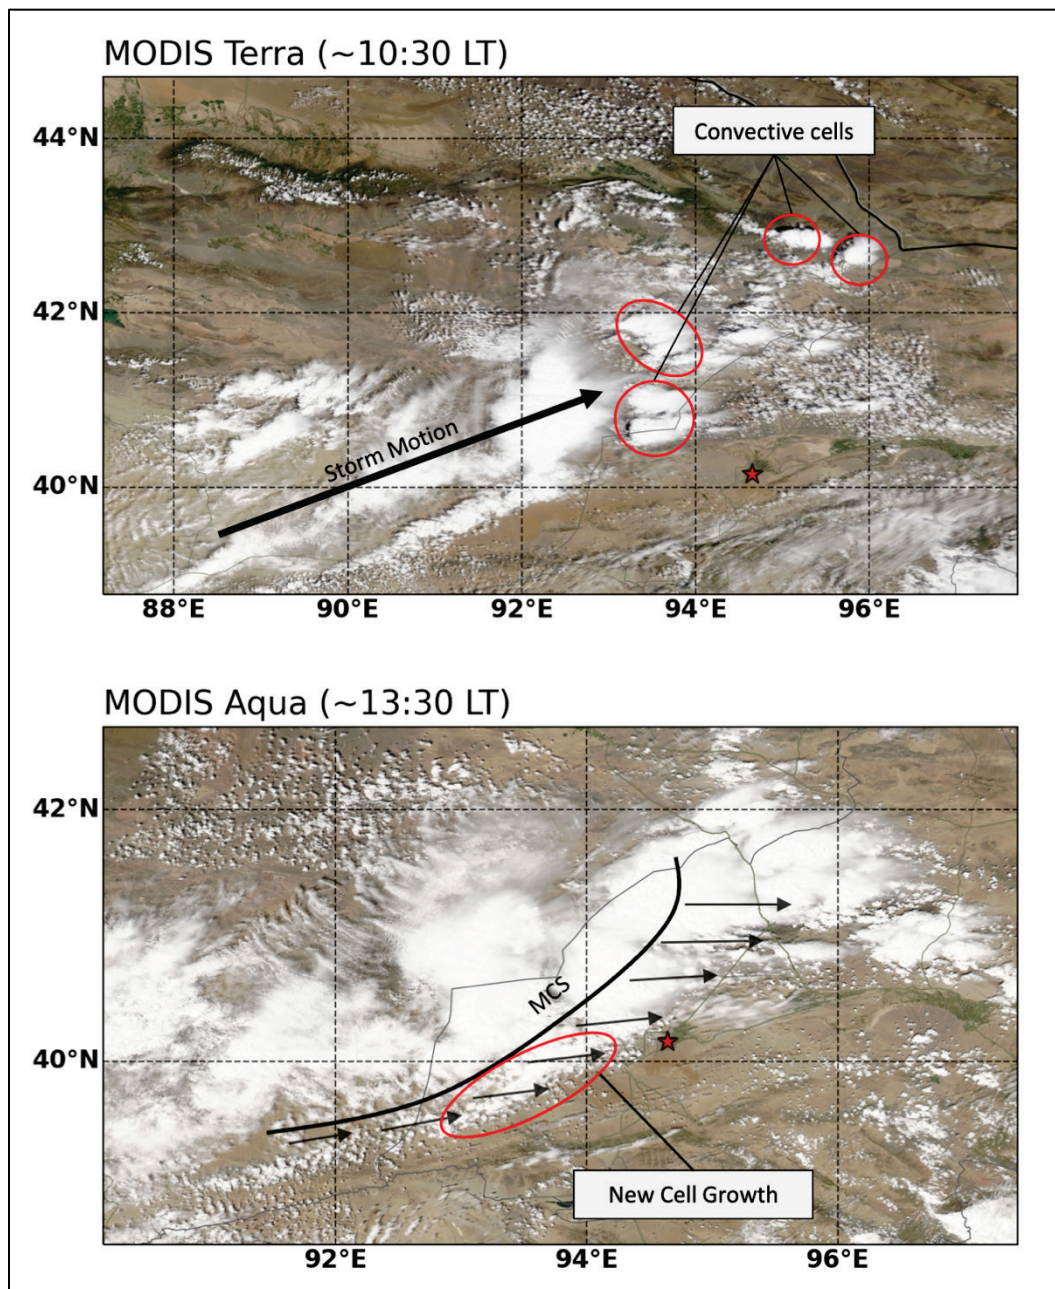 MODIS Terra (~10:30 LT)
44°N
Convective cells
42°N
Storm Motion
40°N
88°E 90°E 92°E 94°E 96°E
MODIS Aqua (~13:30 LT)
42°N
MCS
40°N
New Cell Growth
92°E 94°E 96°E